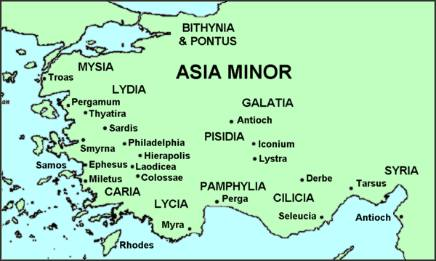 BITHYNIA
& PONTUS
MYSIA
ASIA MINOR
Troas
LYDIA
Pergamum
Thyatira
GALATIA
Antioch
Sardis
PISIDIA
Philadelphia
Smyrna
Iconium
Hierapolis
Samos
Ephesus
Laodicea
Lystra
Colossae
SYRIA
Miletus
Derbe
Tarsus
CARIA
PAMPHYLIA
CILICIA
LYCIA
Perga
Seleucia
Antioch
Myra
Rhodes